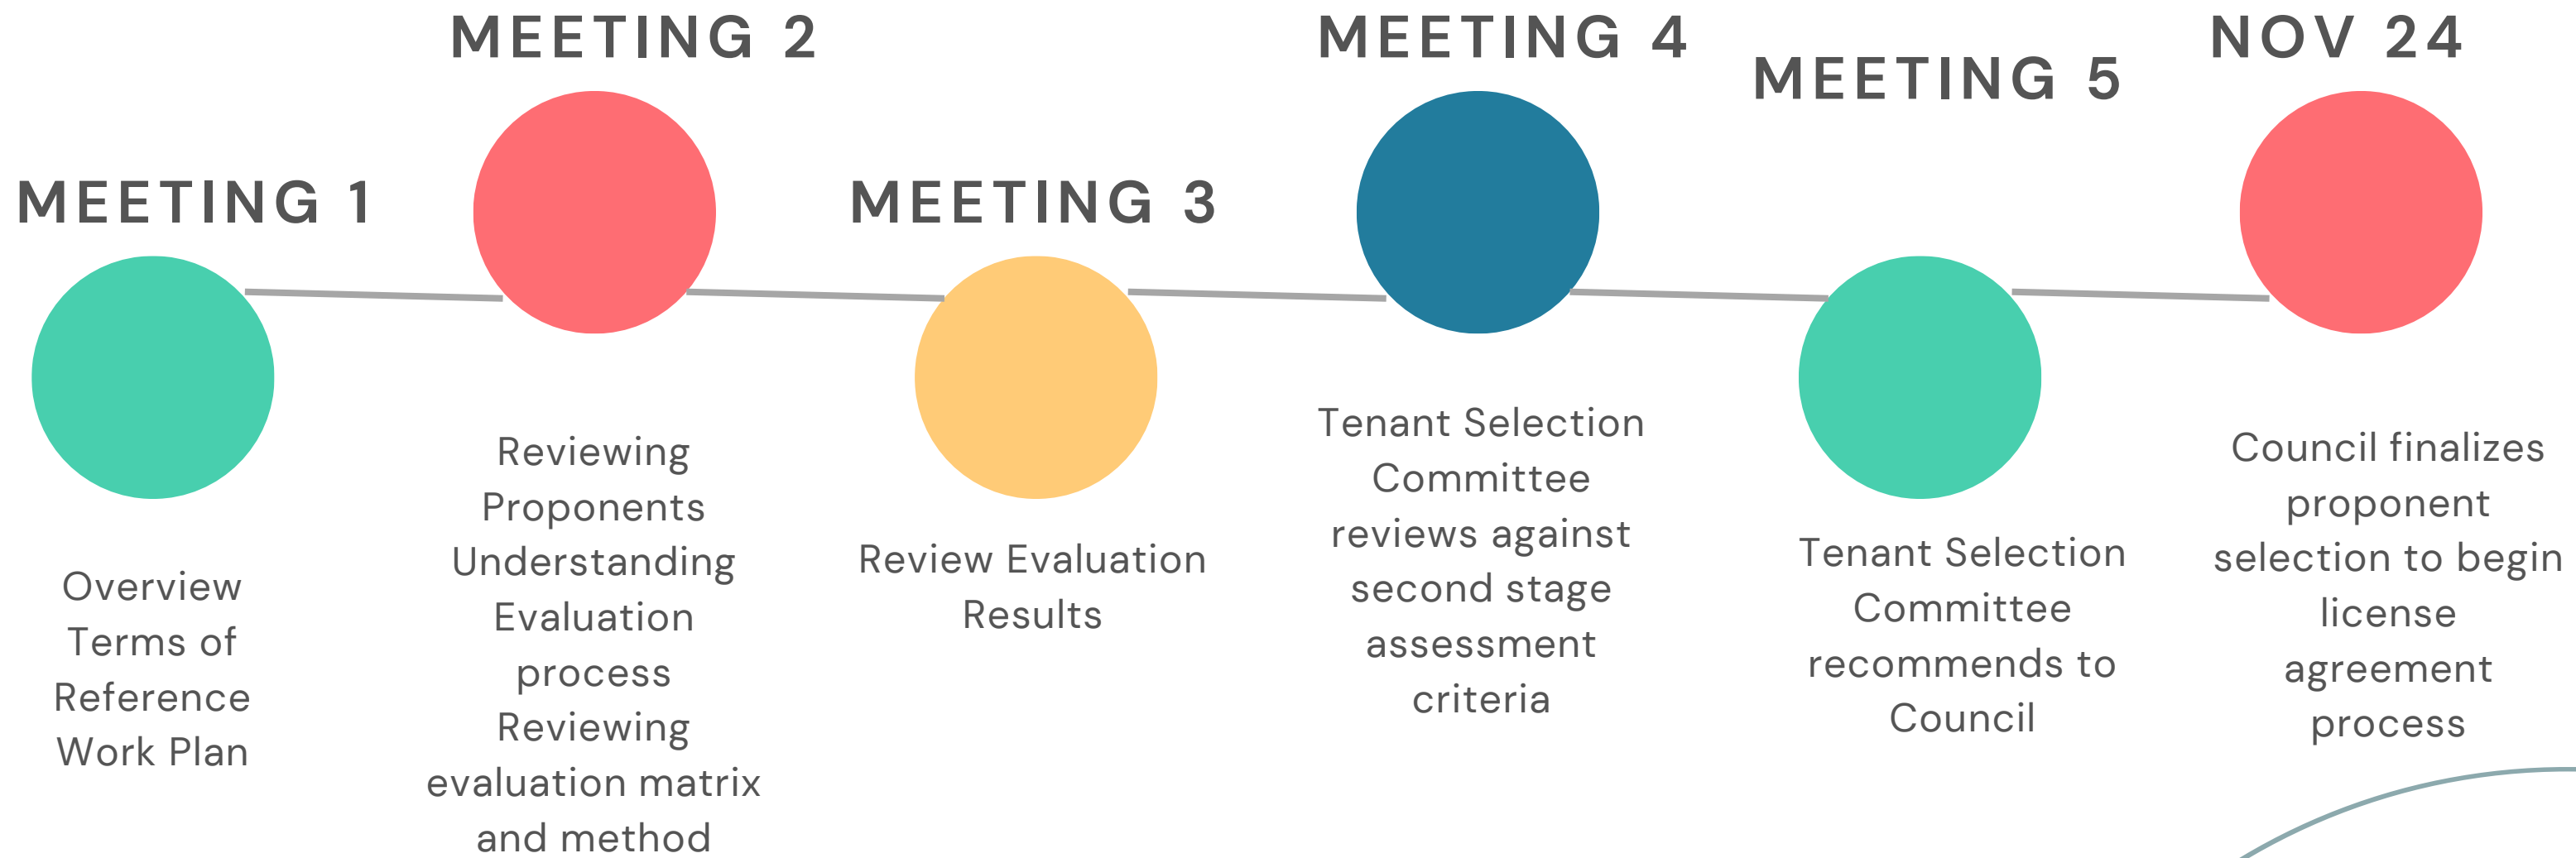 MEETING 1
Overview
Terms of
Reference
Work Plan
MEETING 2
Reviewing
Proponents
Understanding
Evaluation
process
Reviewing
evaluation matrix
and method
MEETING 3
Review Evaluation
Results
MEETING 4
Tenant Selection
Committee
reviews against
second stage
assessment
criteria
MEETING 5
Tenant Selection
Committee
recommends to
Council
NOV 24
Council finalizes
proponent
selection to begin
license
agreement
process